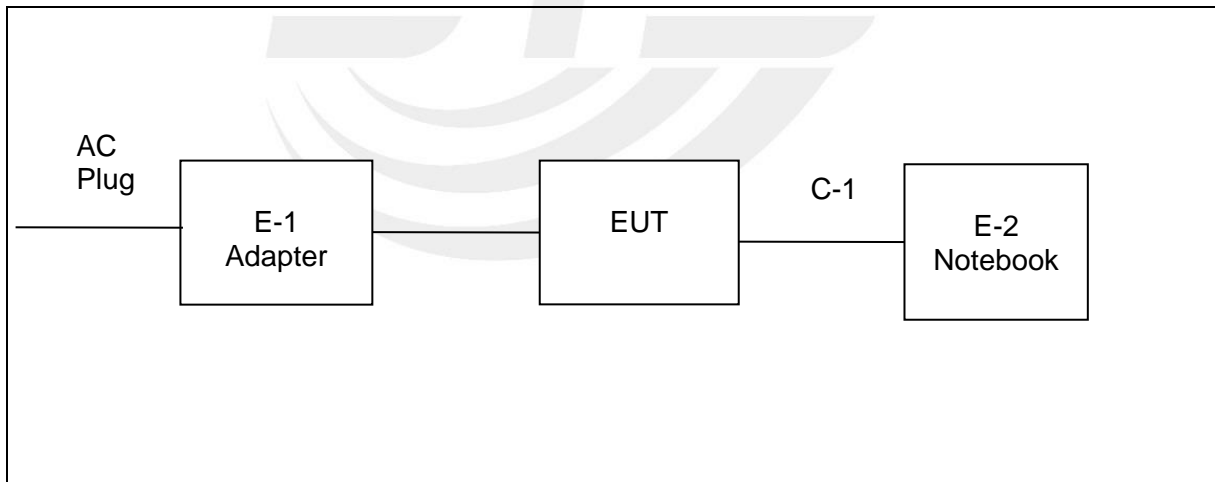 AC
Plug
E-1
Adapter
EUT
C-1
E-2
Notebook